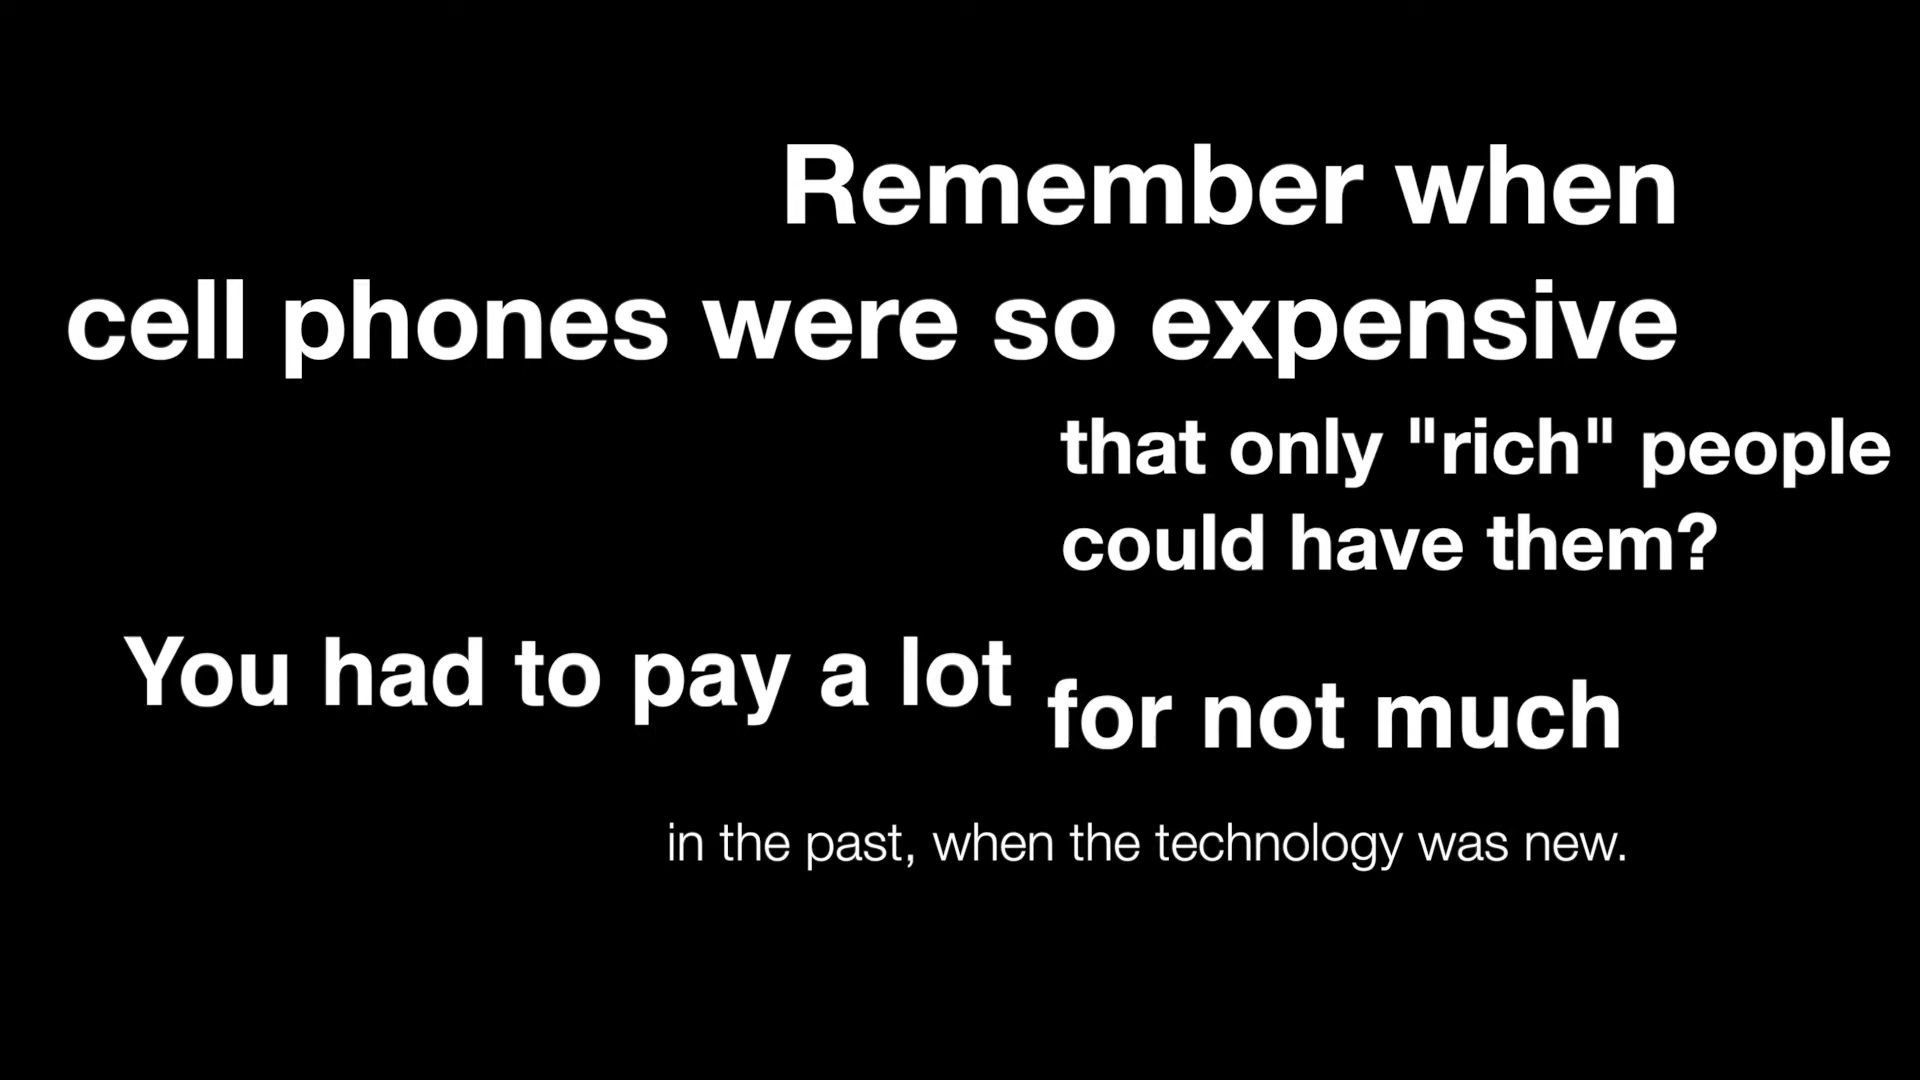 Remember when
cell phones were so expensive
that only "rich" people
could have them?
You had to pay a lot for not much
in the past, when the technology was new.